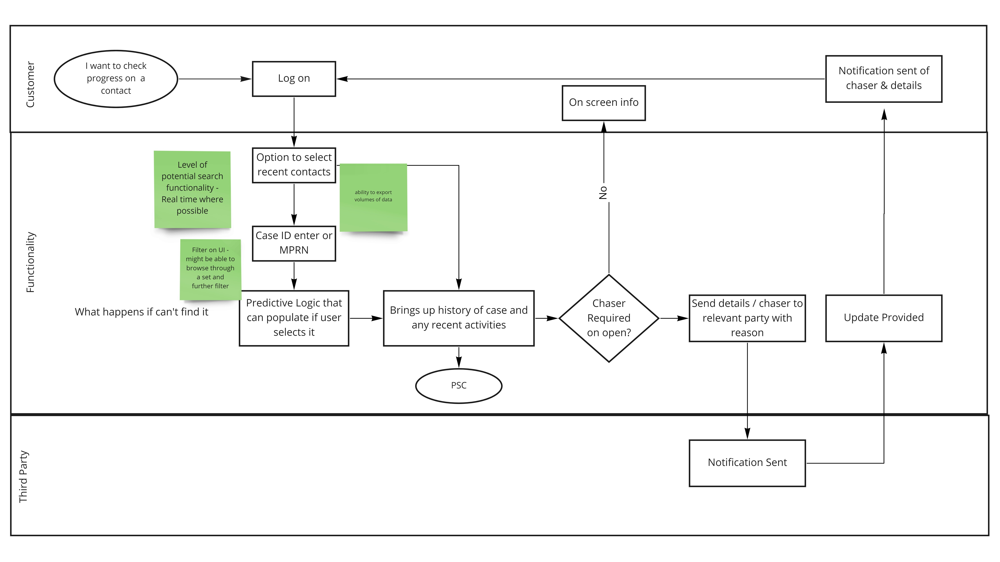 Customer
I want to check
progress on a
contact
Log on
On screen info
Notification sent of
chaser & details
Functionality
Level of
potential search
functionality -
Real time where
possible
Option to select
recent contacts
ability to export
volumes of data
No
Case ID enter or
MPRN
Filter on UI -
might be able to
browse through
a set and
further filter
What happens if can't find it
Predictive Logic that
can populate if user
selects it
Brings up history of case and
any recent activities
Chaser
Required
on open?
Send details / chaser to
relevant party with
reason
Update Provided
PSC
Third Party
Notification Sent